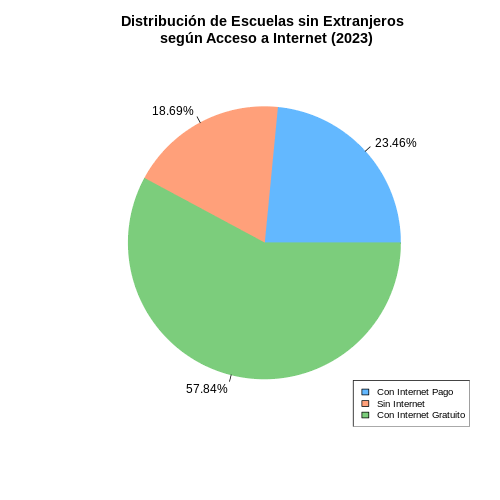 Distribución de Escuelas sin Extranjeros
según Acceso a Internet (2023)
18.69%
23.46%
57.84%
Con Internet Pago
Sin Internet
Con Internet Gratuito